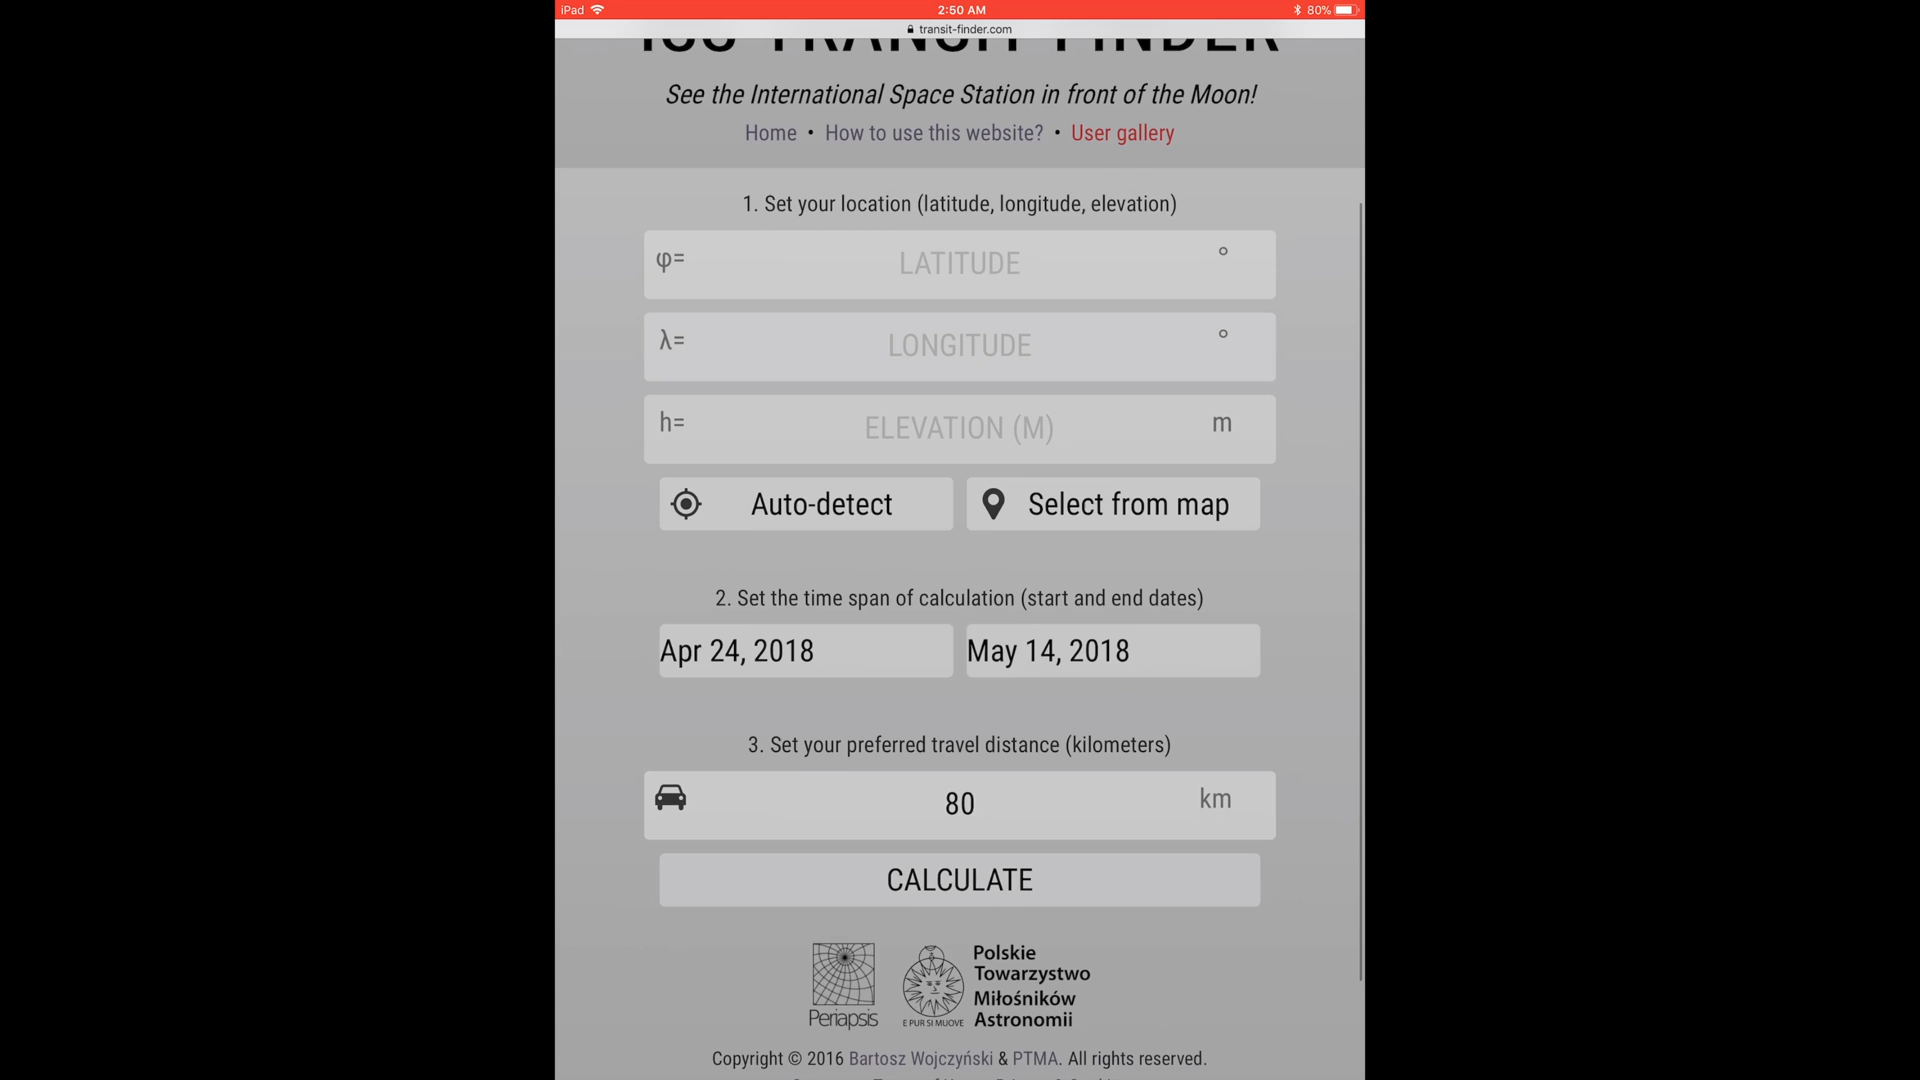 iPad 2:50 AM 80%
transit-finder.com
ISS TRANSIT FINDER
See the International Space Station in front of the Moon!
Home • How to use this website? • User gallery
1. Set your location (latitude, longitude, elevation)
φ= LATITUDE °
λ= LONGITUDE °
h= ELEVATION (M) m
Auto-detect Select from map
2. Set the time span of calculation (start and end dates)
Apr 24, 2018 May 14, 2018
3. Set your preferred travel distance (kilometers)
80 km
CALCULATE
Periapsis
E PUR SI MUOVE
Polskie
Towarzystwo
Miłośników
Astronomii
Copyright © 2016 Bartosz Wojczyński & PTMA. All rights reserved.